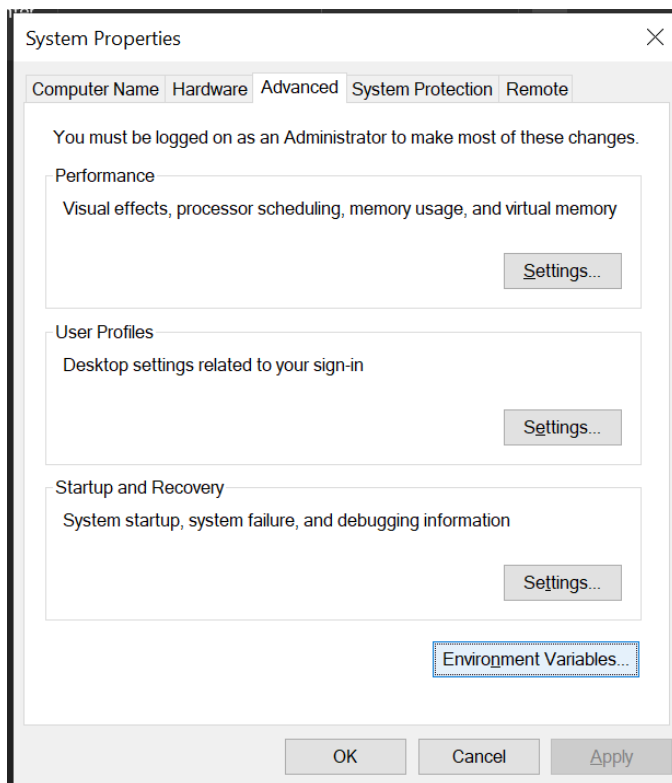 System Properties
Computer Name Hardware Advanced System Protection Remote
You must be logged on as an Administrator to make most of these changes.
Performance
Visual effects, processor scheduling, memory usage, and virtual memory
Settings...
User Profiles
Desktop settings related to your sign-in
Settings...
Startup and Recovery
System startup, system failure, and debugging information
Settings...
Environment Variables...
OK Cancel Apply